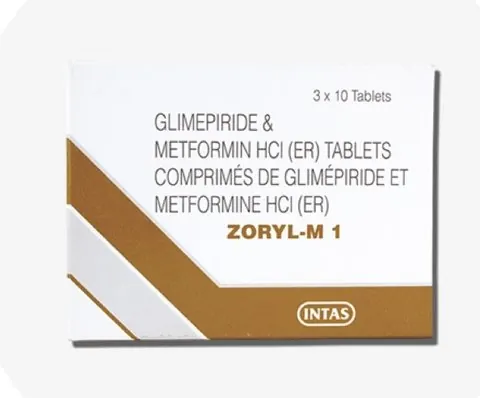 3 x 10 Tablets
GLIMEPIRIDE &
METFORMIN HCl (ER) TABLETS
COMPRIMÉS DE GLIMÉPIRIDE ET
METFORMINE HCl (ER)
ZORYL-M 1
INTAS